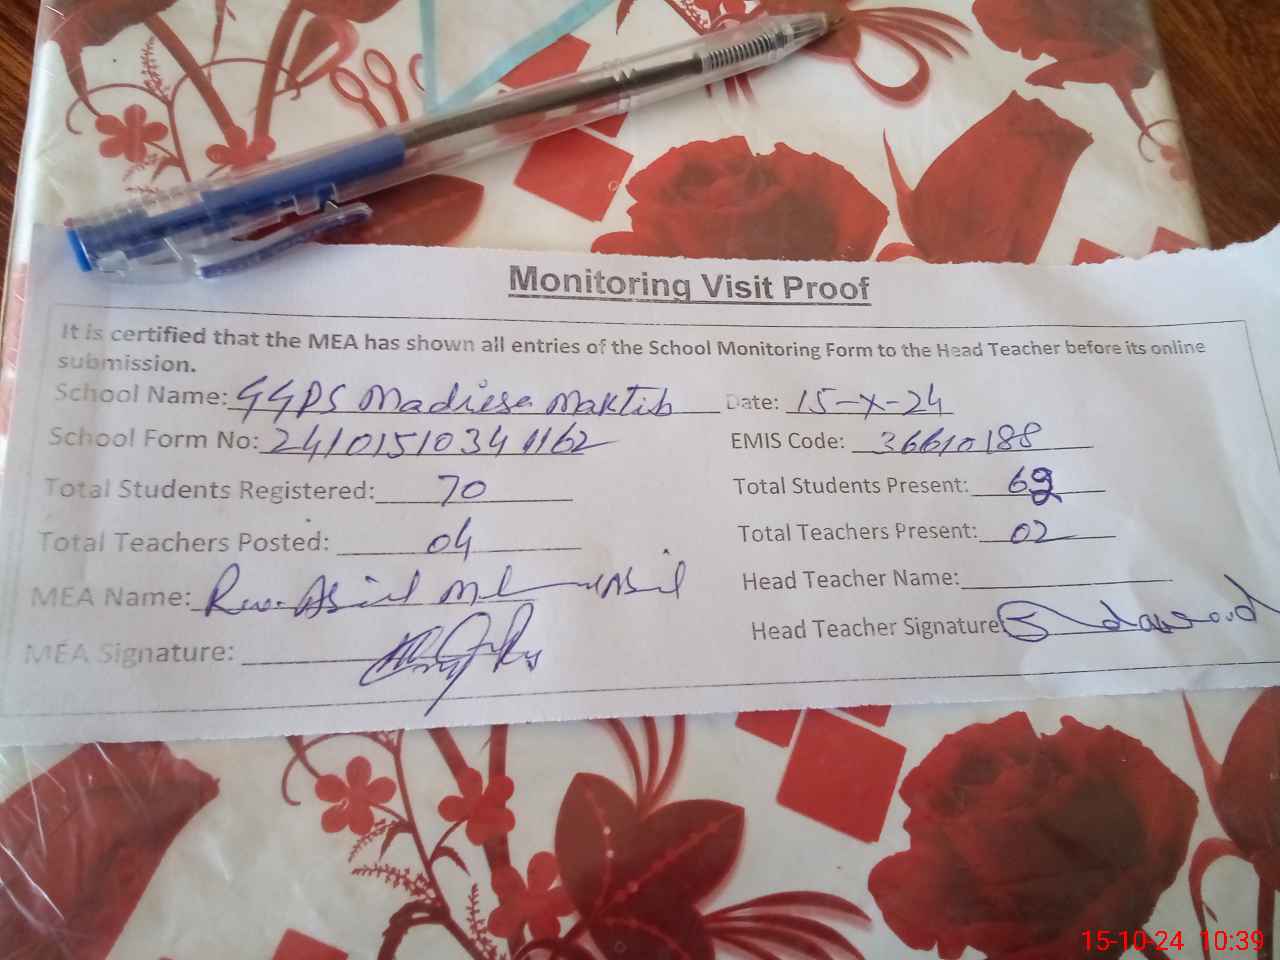 Monitoring Visit Proof
It is certified that the MEA has shown all entries of the School Monitoring Form to the Head Teacher before its online
submission.
School Name: GGPS Madrissa Maktib Date: 15-X-24
School Form No: 24101510341162 EMIS Code: 36610188
Total Students Registered: 70 Total Students Present: 69
Total Teachers Posted: 04 Total Teachers Present: 02
MEA Name: Head Teacher Name:
MEA Signature: Head Teacher Signature
15-10-24 10:39